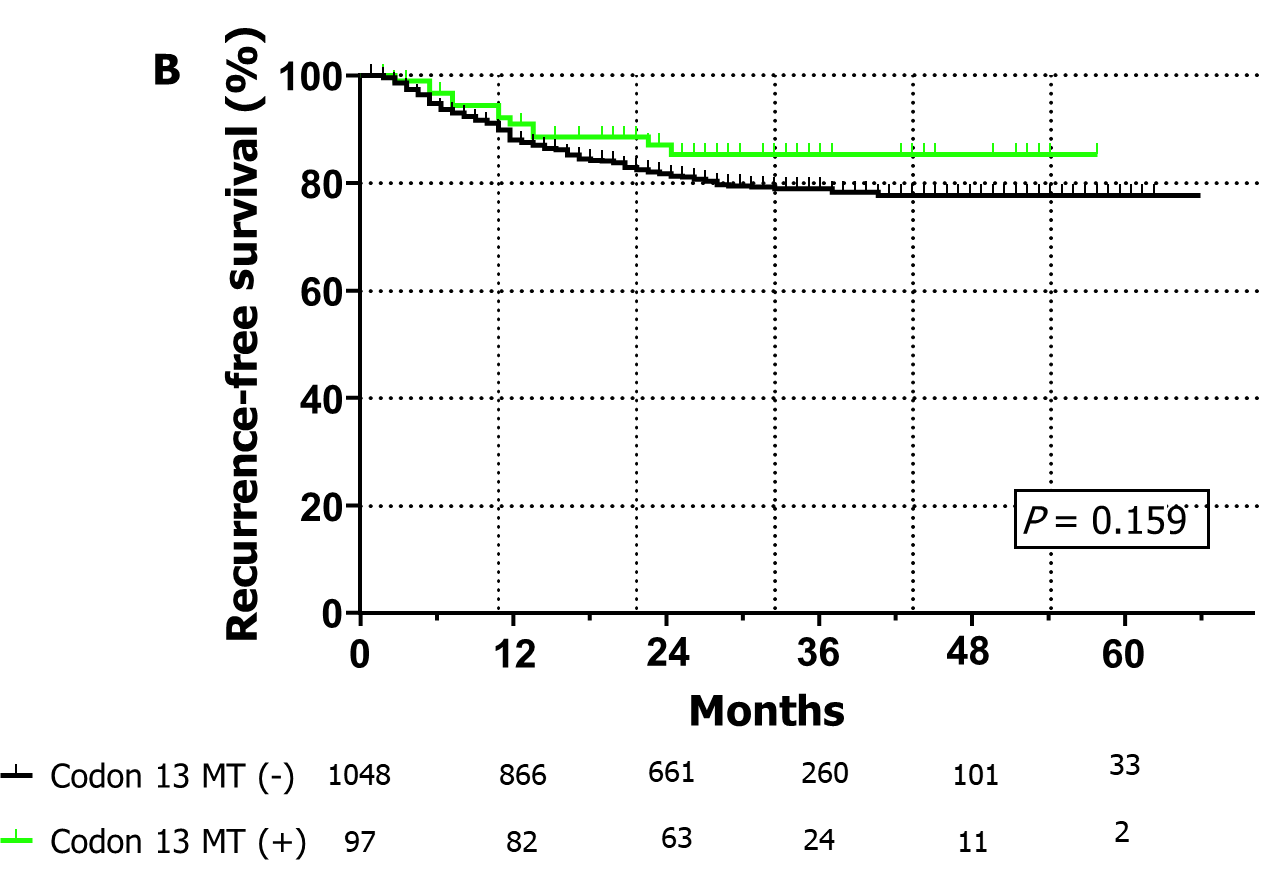 B
Recurrence-free survival (%)
100
80
60
40
20
0
P = 0.159
0 12 24 36 48 60
Months
Codon 13 MT (-) 1048 866 661 260 101 33
Codon 13 MT (+) 97 82 63 24 11 2